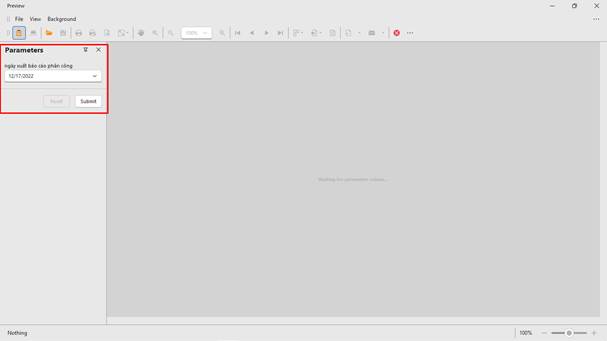 Preview
File View Background
100%
Parameters
ngày xuất báo cáo phân công
12/17/2022
Reset Submit
Waiting for parameter values...
Nothing
100%